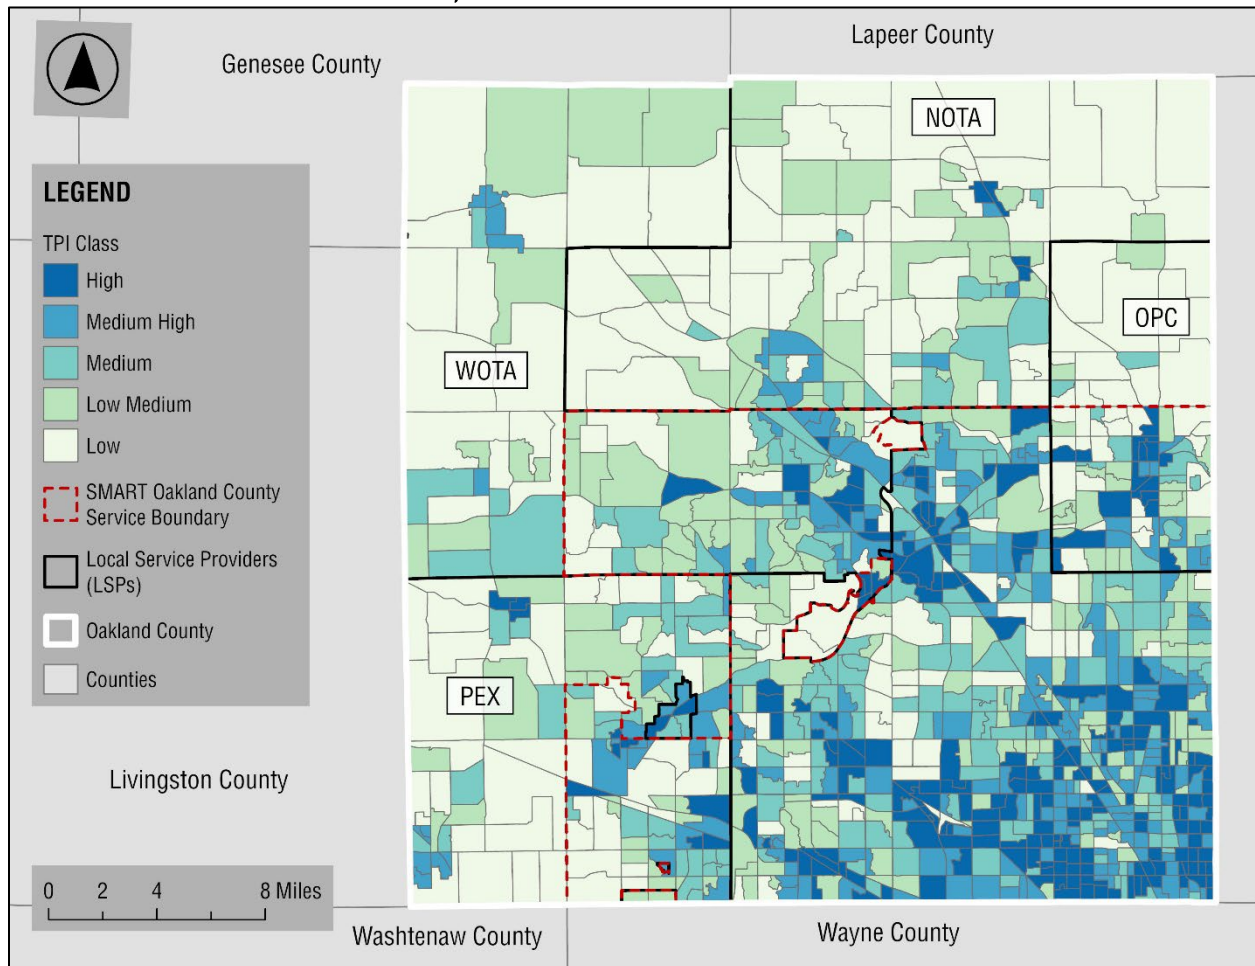 Lapeer County
Genesee County
NOTA
LEGEND
TPI Class
High
Medium High
Medium
Low Medium
Low
SMART Oakland County
Service Boundary
Local Service Providers
(LSPs)
Oakland County
Counties
OPC
WOTA
PEX
Livingston County
0 2 4 8 Miles
Washtenaw County
Wayne County